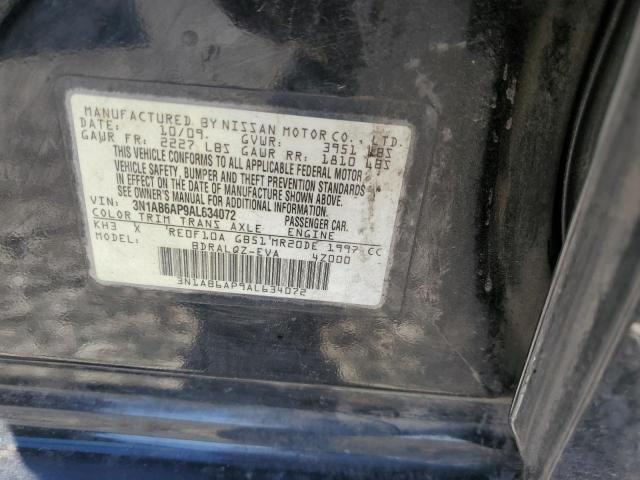 MANUFACTURED BY NISSAN MOTOR CO., LTD.
DATE: 10/09. GVWR: 3951 LBS
GAWR FR: 2227 LBS GAWR RR: 1810 LBS
THIS VEHICLE CONFORMS TO ALL APPLICABLE FEDERAL MOTOR
VEHICLE SAFETY, BUMPER AND THEFT PREVENTION STANDARDS
IN EFFECT ON THE DATE OF MANUFACTURE SHOWN ABOVE.
SEE OWNER'S MANUAL FOR ADDITIONAL INFORMATION.
VIN: 3N1AB6AP9AL634072 PASSENGER CAR.
COLOR TRIM TRANS AXLE ENGINE
KH3 X RE0F10A GB51 MR20DE 1997 CC
MODEL: BDRALQZ-EVA 4Z000
3N1AB6AP9AL634072